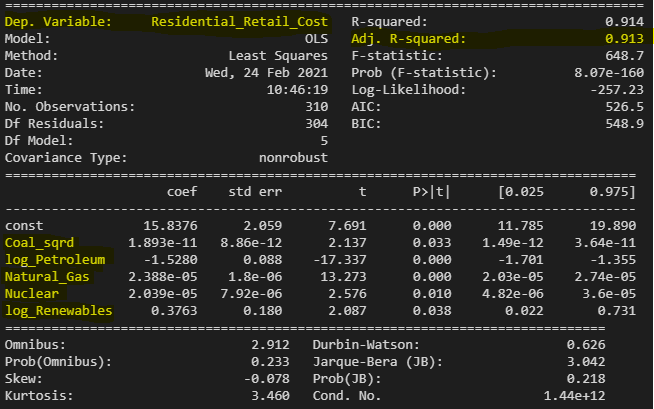 ==============================================================================
Dep. Variable: Residential_Retail_Cost R-squared: 0.914
Model: OLS Adj. R-squared: 0.913
Method: Least Squares F-statistic: 648.7
Date: Wed, 24 Feb 2021 Prob (F-statistic): 8.07e-160
Time: 10:46:19 Log-Likelihood: -257.23
No. Observations: 310 AIC: 526.5
Df Residuals: 304 BIC: 548.9
Df Model: 5
Covariance Type: nonrobust
==============================================================================
coef std err t P>|t| [0.025 0.975]
------------------------------------------------------------------------------
const 15.8376 2.059 7.691 0.000 11.785 19.890
Coal_sqrd 1.893e-11 8.86e-12 2.137 0.033 1.49e-12 3.64e-11
log_Petroleum -1.5280 0.088 -17.337 0.000 -1.701 -1.355
Natural_Gas 2.388e-05 1.8e-06 13.273 0.000 2.03e-05 2.74e-05
Nuclear 2.039e-05 7.92e-06 2.576 0.010 4.82e-06 3.6e-05
log_Renewables 0.3763 0.180 2.087 0.038 0.022 0.731
==============================================================================
Omnibus: 2.912 Durbin-Watson: 0.626
Prob(Omnibus): 0.233 Jarque-Bera (JB): 3.042
Skew: -0.078 Prob(JB): 0.218
Kurtosis: 3.460 Cond. No. 1.44e+12